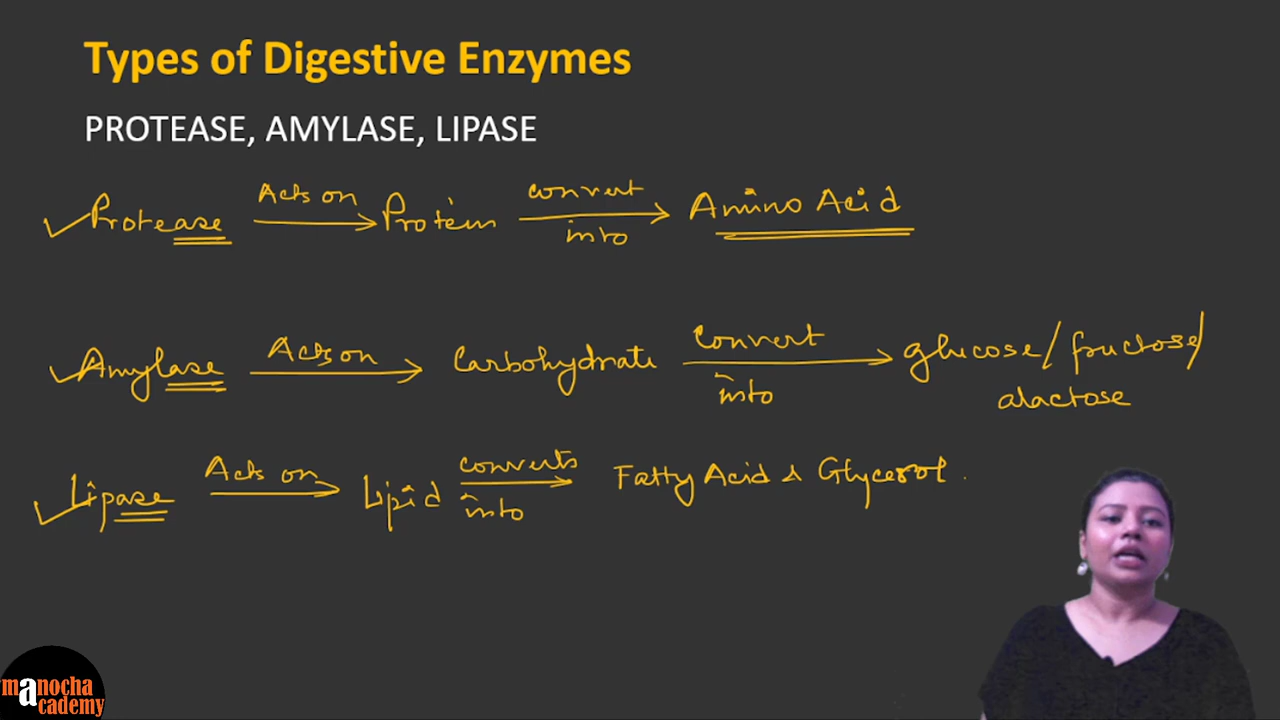 Types of Digestive Enzymes
PROTEASE, AMYLASE, LIPASE
Protease Acts on Protein convert into Amino Acid
Amylase Acts on Carbohydrate convert into glucose/fructose/
alactose
Lipase Acts on Lipid converts into Fatty Acid & Glycerol.
manocha
academy